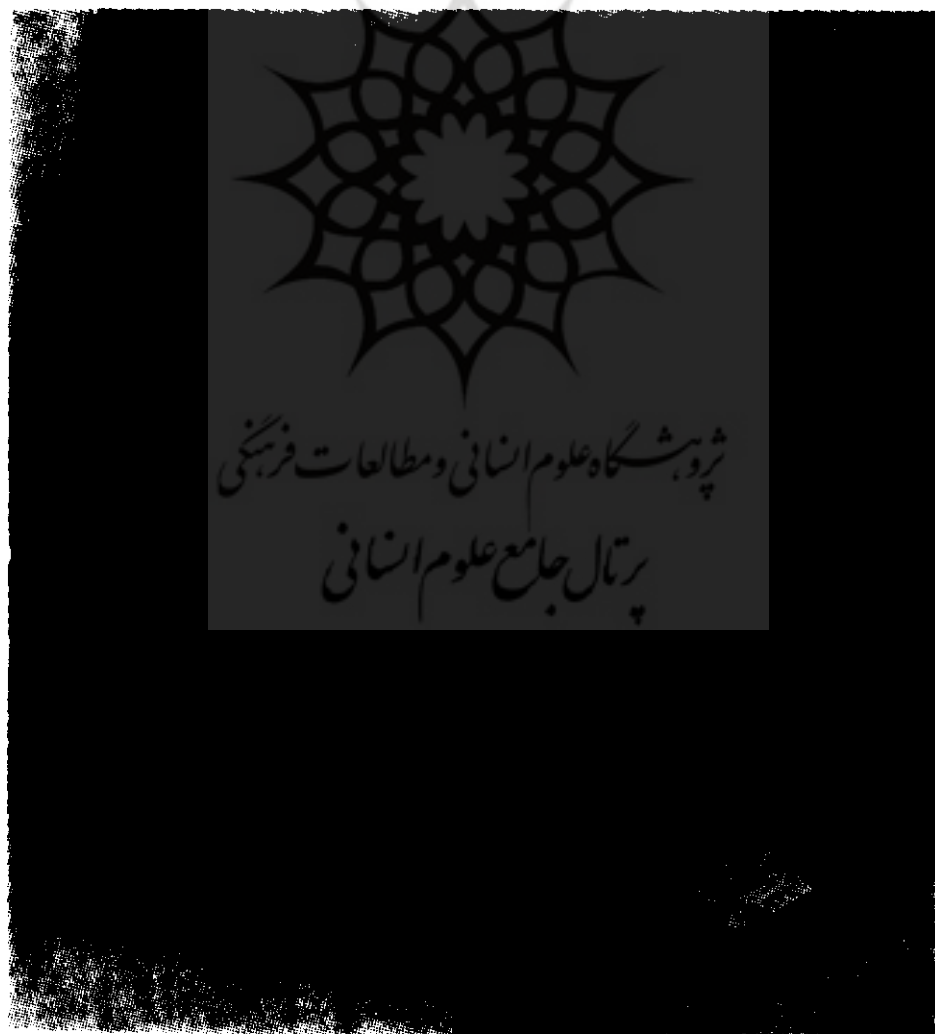 پژوهشگاه علوم انسانی و مطالعات فرهنگی
پرتال جامع علوم انسانی